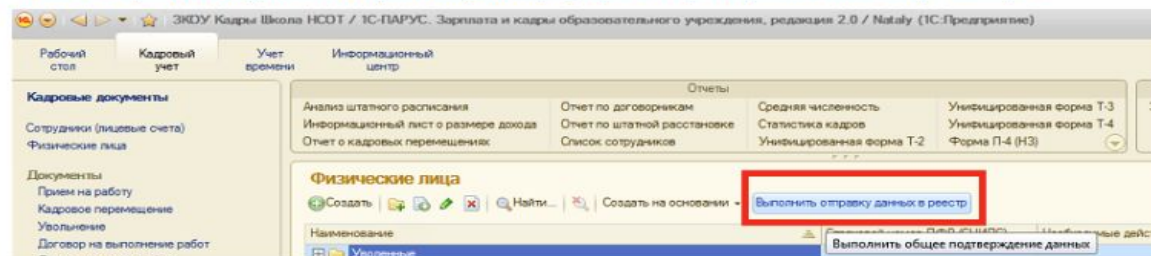 ЗКОУ Кадры Школа НСОТ / 1С-ПАРУС. Зарплата и кадры образовательного учреждения, редакция 2.0 / Nataly (1С:Предприятие)
Рабочий стол
Кадровый учет
Учет времени
Информационный центр
Кадровые документы
Сотрудники (лицевые счета)
Физические лица
Документы
Прием на работу
Кадровое перемещение
Увольнение
Договор на выполнение работ
Отчеты
Анализ штатного расписания
Отчет по договорникам
Средняя численность
Унифицированная форма Т-3
Информационный лист о размере дохода
Отчет по штатной расстановке
Статистика кадров
Унифицированная форма Т-4
Отчет о кадровых перемещениях
Список сотрудников
Унифицированная форма Т-2
Форма П-4 (НЗ)
Физические лица
Создать
Найти...
Создать на основании
Выполнить отправку данных в реестр
Наименование
Выполнить общее подтверждение данных
Уволенные